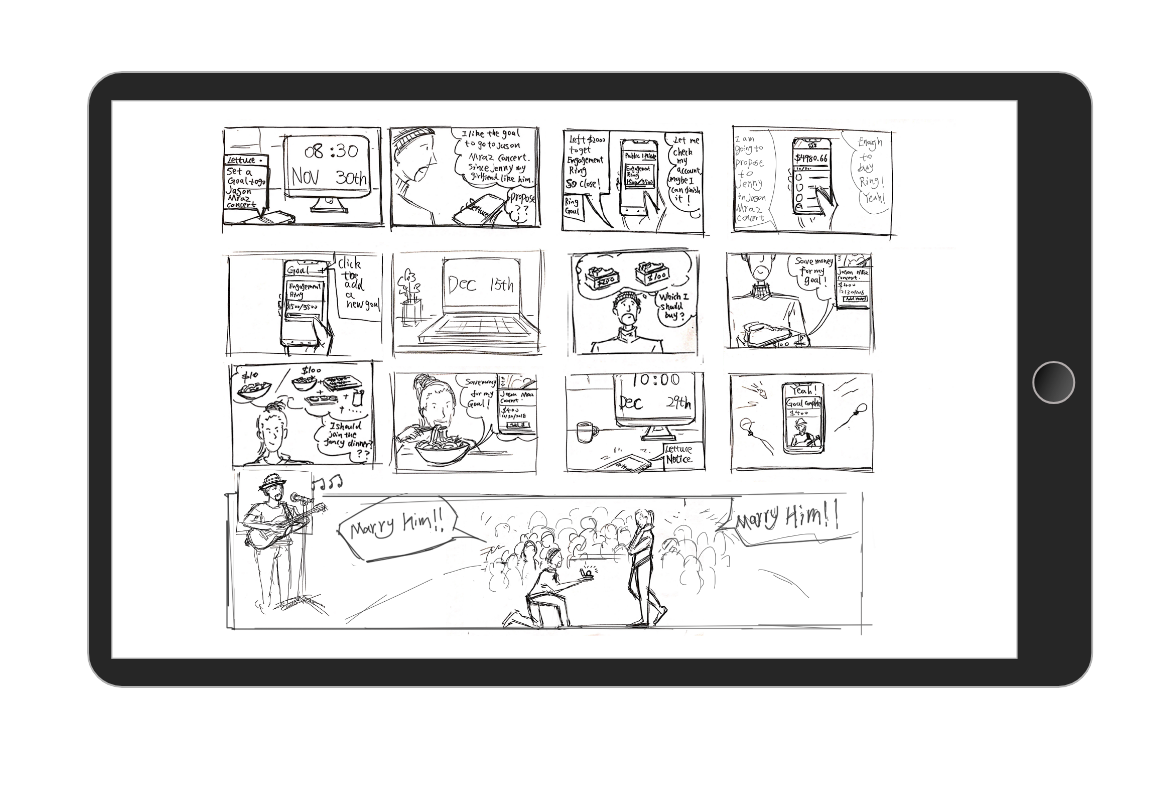 Lettuce.
Set a
Goal togo
Jason
Mraz
concert
08:30
NOV 30th
I like the goal
to go to Jason
Mraz concert.
Since Jenny my
girlfriend like him.
propose
??
Left $2000
to get
Engagement
Ring
So close!
Ring
Goal
Engagement
Ring
Let me
check
my
account,
maybe I
can finish
it!
I am
going to
propose
to
Jenny
in Jason
Mraz
concert.
$4980.66
Enough
to
buy
Ring!
Yeah!
Goal
Engagement
Ring
click
to
add
a
new goal
Dec 15th
$200
$100
Which I
should
buy?
Save money
for my
goal!
Jason Mraz
Concert.
$400
$100
$10
$100
I should
join the
fancy dinner?
??
Save money
for my
Goal!
Jason Mraz
Concert.
$400
10:00
Dec 29th
Lettuce
Notice.
Yeah!
Goal Complete
$400
Marry Him!!
Marry Him!!